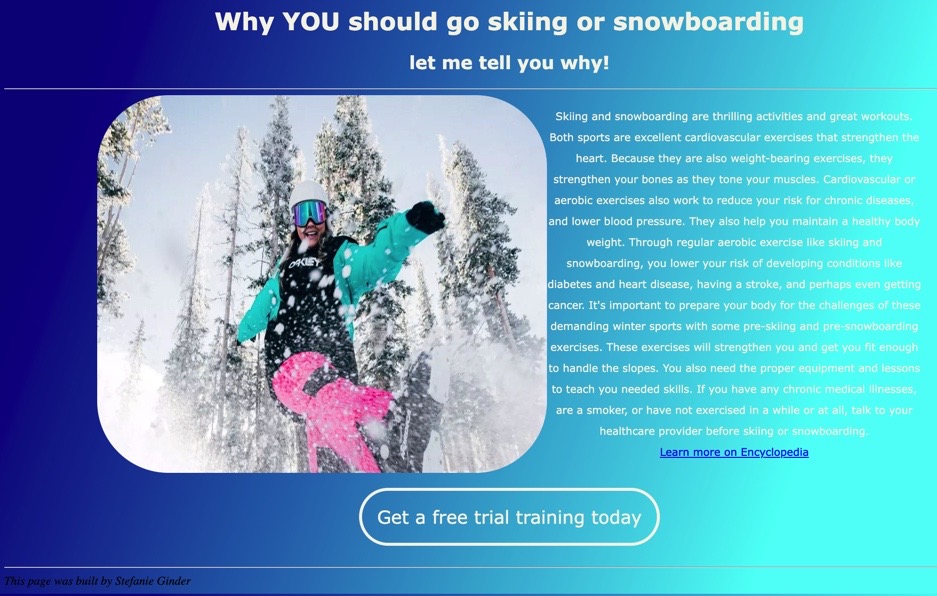 Why YOU should go skiing or snowboarding
let me tell you why!
Skiing and snowboarding are thrilling activities and great workouts.
Both sports are excellent cardiovascular exercises that strengthen the
heart. Because they are also weight-bearing exercises, they
strengthen your bones as they tone your muscles. Cardiovascular or
aerobic exercises also work to reduce your risk for chronic diseases,
and lower blood pressure. They also help you maintain a healthy body
weight. Through regular aerobic exercise like skiing and
snowboarding, you lower your risk of developing conditions like
diabetes and heart disease, having a stroke, and perhaps even getting
cancer. It's important to prepare your body for the challenges of these
demanding winter sports with some pre-skiing and pre-snowboarding
exercises. These exercises will strengthen you and get you fit enough
to handle the slopes. You also need the proper equipment and lessons
to teach you needed skills. If you have any chronic medical illnesses,
are a smoker, or have not exercised in a while or at all, talk to your
healthcare provider before skiing or snowboarding.
Learn more on Encyclopedia
OAKLEY
Get a free trial training today
This page was built by Stefanie Ginder